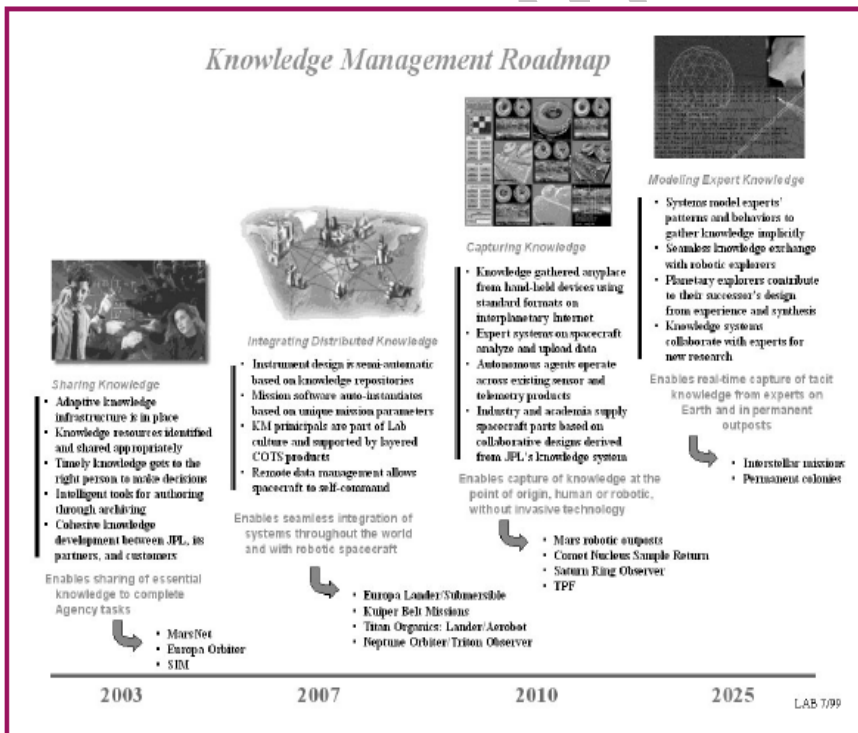 Knowledge Management Roadmap
Sharing Knowledge
• Adaptive knowledge
infrastructure is in place
• Knowledge resources identified
and shared appropriately
• Timely knowledge gets to the
right person to make decisions
• Intelligent tools for authoring
through archiving
• Cohesive knowledge
development between JPL, its
partners, and customers
Enables sharing of essential
knowledge to complete
Agency tasks
• MarsNet
• Europa Orbiter
• SIM
Integrating Distributed Knowledge
• Instrument design is semi-automatic
based on knowledge repositories
• Mission software auto-instantiates
based on unique mission parameters
• KM prinicipals are part of Lab
culture and supported by layered
COTS products
• Remote data management allows
spacecraft to self-command
Enables seamless integration of
systems throughout the world
and with robotic spacecraft
• Europa Lander/Submersible
• Kuiper Belt Missions
• Titan Organics: Lander/Aerobot
• Neptune Orbiter/Triton Observer
Capturing Knowledge
• Knowledge gathered anyplace
from hand-held devices using
standard formats on
interplanetary Internet
• Expert systems on spacecraft
analyze and upload data
• Autonomous agents operate
across existing sensor and
telemetry products
• Industry and academia supply
spacecraft parts based on
collaborative designs derived
from JPL's knowledge system
Enables capture of knowledge at the
point of origin, human or robotic,
without invasive technology
• Mars robotic outposts
• Comet Nucleus Sample Return
• Saturn Ring Observer
• TPF
Modeling Expert Knowledge
• Systems model experts'
patterns and behaviors to
gather knowledge implicitly
• Seamless knowledge exchange
with robotic explorers
• Planetary explorers contribute
to their successor's design
from experience and synthesis
• Knowledge systems
collaborate with experts for
new research
Enables real-time capture of tacit
knowledge from experts on
Earth and in permanent
outposts
• Interstellar missions
• Permanent colonies
2003
2007
2010
2025
LAB 7/99